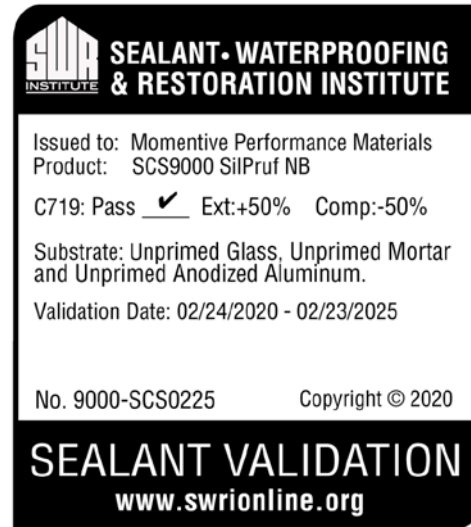 SWR
INSTITUTE
SEALANT • WATERPROOFING
& RESTORATION INSTITUTE
Issued to: Momentive Performance Materials
Product: SCS9000 SilPruf NB
C719: Pass ✔ Ext:+50% Comp:-50%
Substrate: Unprimed Glass, Unprimed Mortar
and Unprimed Anodized Aluminum.
Validation Date: 02/24/2020 - 02/23/2025
No. 9000-SCS0225 Copyright © 2020
SEALANT VALIDATION
www.swrionline.org